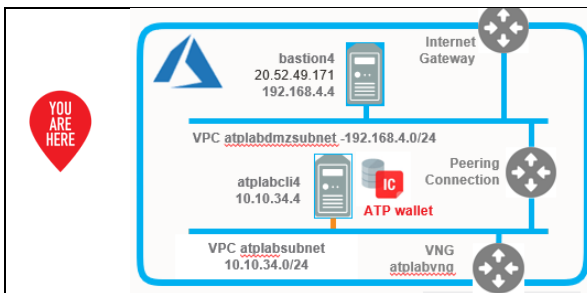 YOU
ARE
HERE
Internet
Gateway
bastion4
20.52.49.171
192.168.4.4
VPC atplabdmzsubnet -192.168.4.0/24
Peering
Connection
atplabcli4
10.10.34.4
IC
ATP wallet
VPC atplabsubnet
10.10.34.0/24
VNG
atplabvng